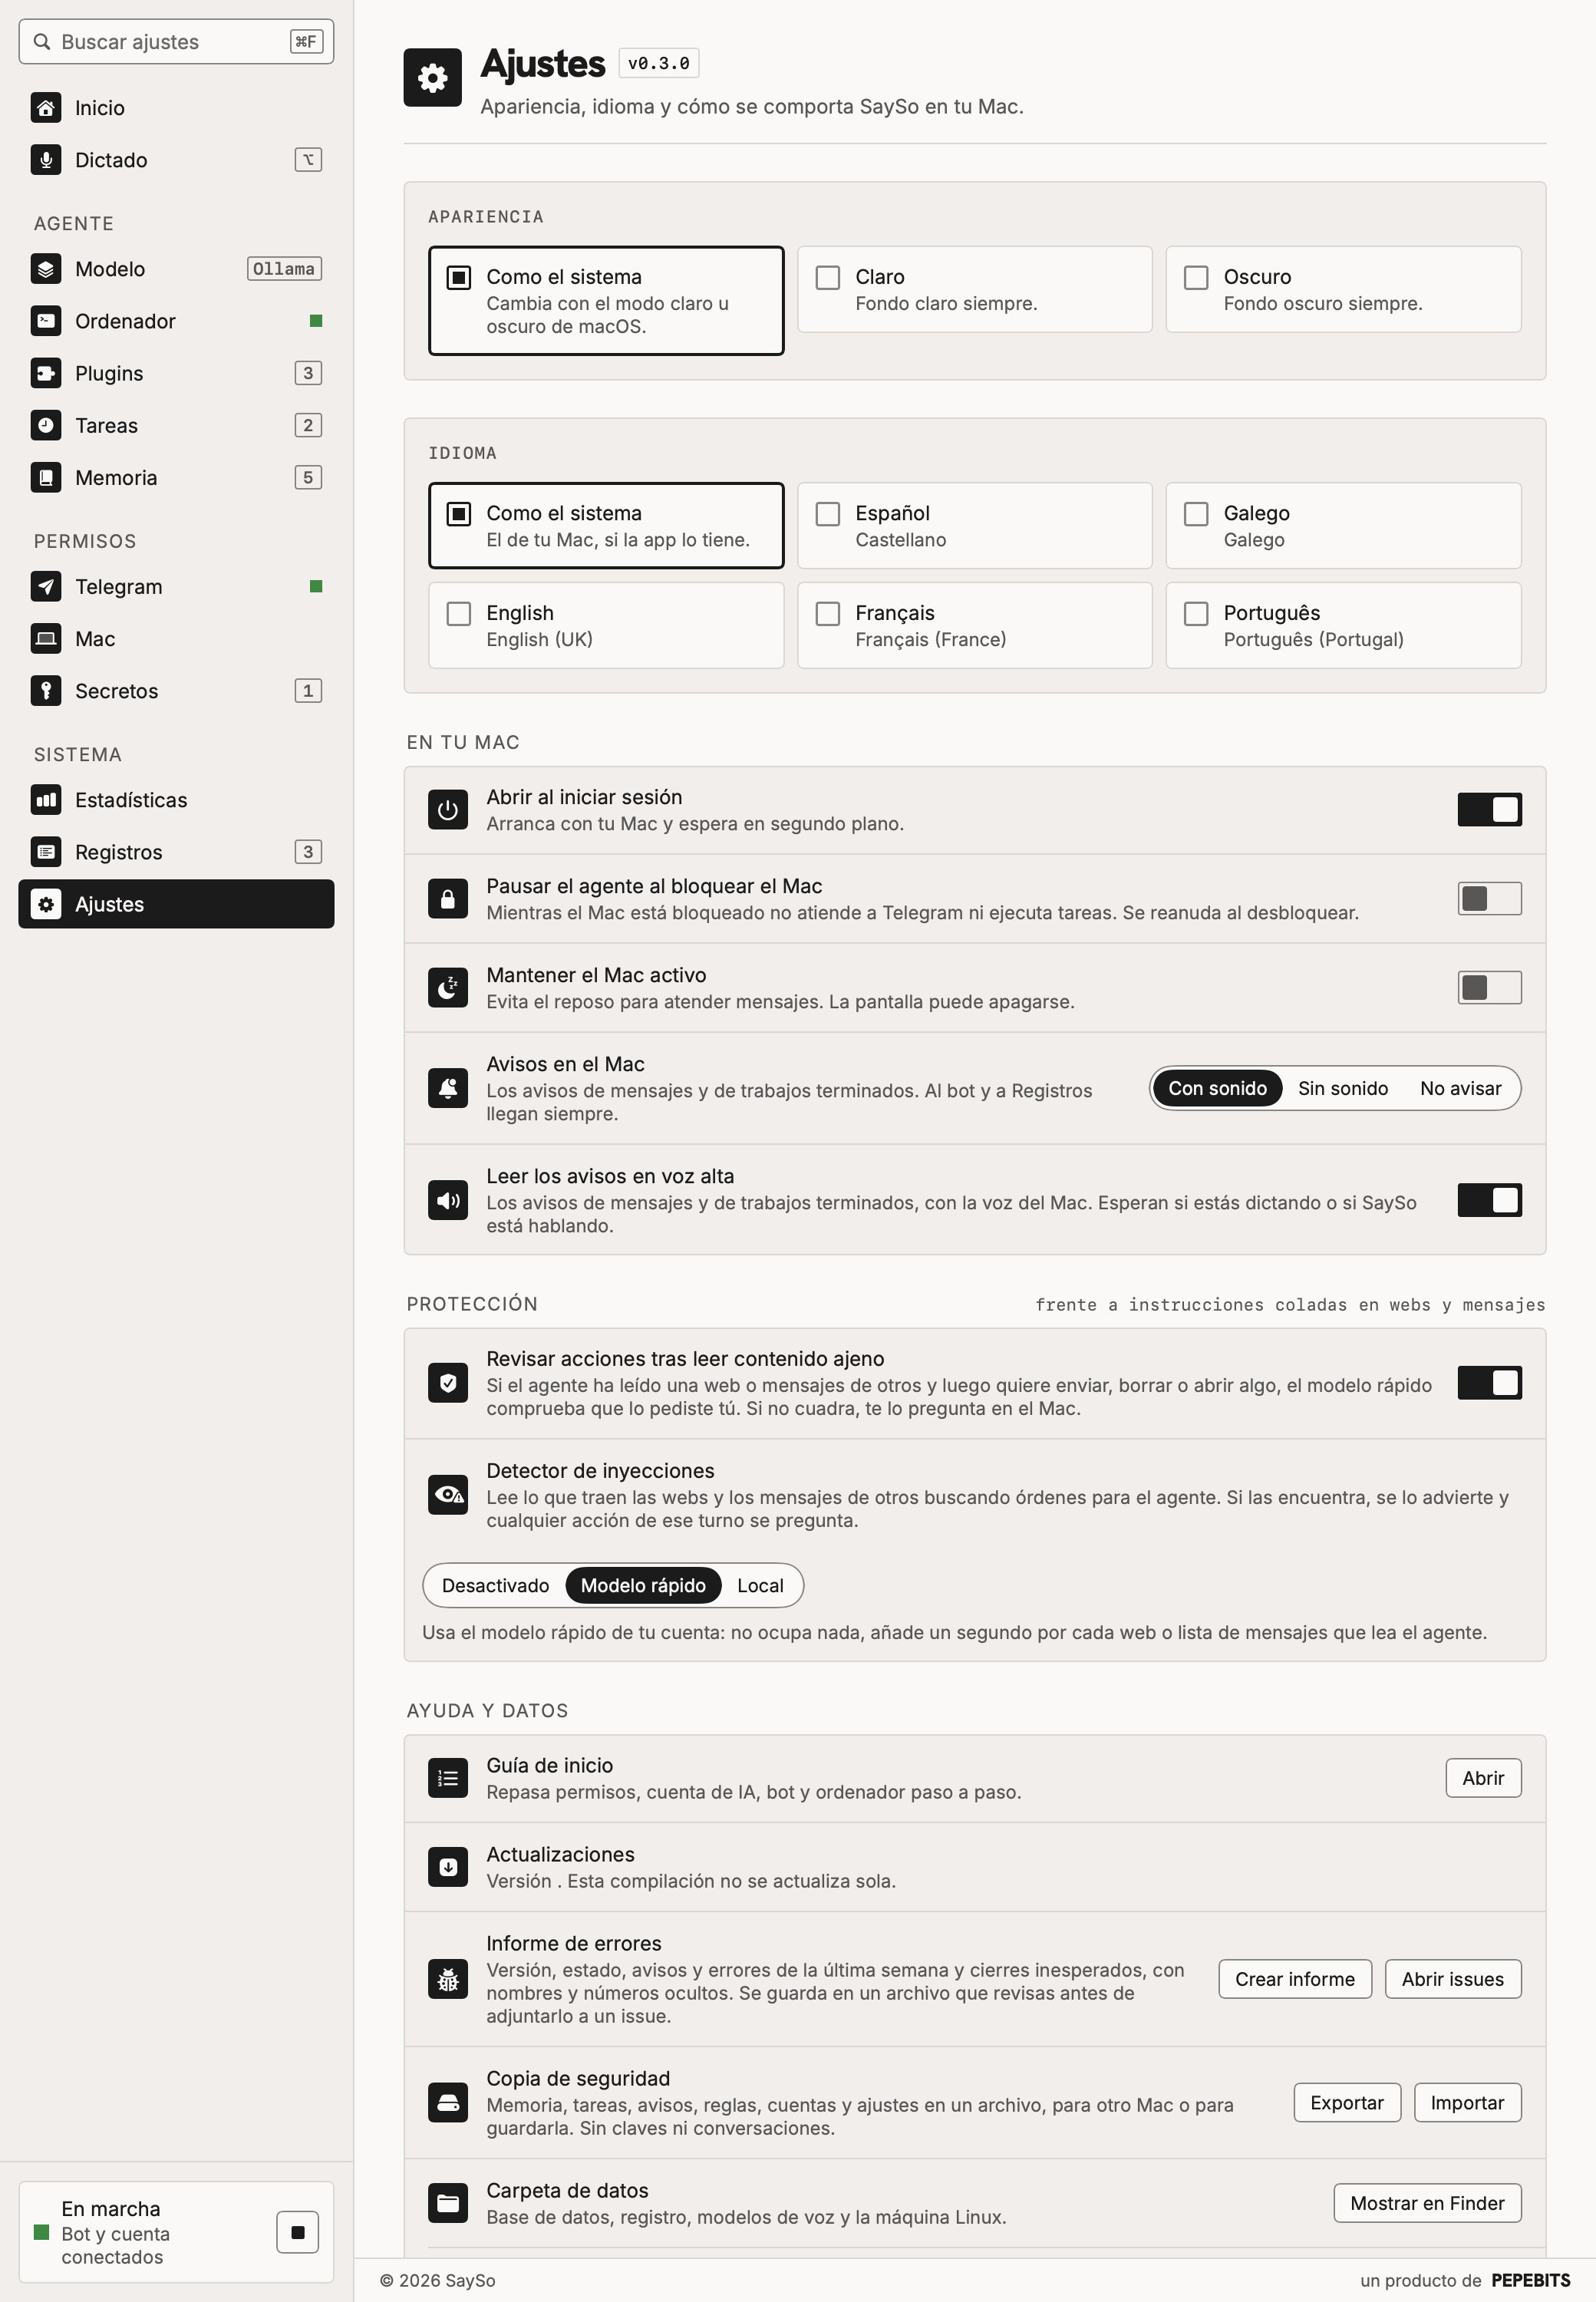 Buscar ajustes ⌘F
Inicio
Dictado ⌥
AGENTE
Modelo Ollama
Ordenador
Plugins 3
Tareas 2
Memoria 5
PERMISOS
Telegram
Mac
Secretos 1
SISTEMA
Estadísticas
Registros 3
Ajustes
En marcha
Bot y cuenta
conectados
Ajustes v0.3.0
Apariencia, idioma y cómo se comporta SaySo en tu Mac.
APARIENCIA
Como el sistema
Cambia con el modo claro u
oscuro de macOS.
Claro
Fondo claro siempre.
Oscuro
Fondo oscuro siempre.
IDIOMA
Como el sistema
El de tu Mac, si la app lo tiene.
Español
Castellano
Galego
Galego
English
English (UK)
Français
Français (France)
Português
Português (Portugal)
EN TU MAC
Abrir al iniciar sesión
Arranca con tu Mac y espera en segundo plano.
Pausar el agente al bloquear el Mac
Mientras el Mac está bloqueado no atiende a Telegram ni ejecuta tareas. Se reanuda al desbloquear.
Mantener el Mac activo
Evita el reposo para atender mensajes. La pantalla puede apagarse.
Avisos en el Mac
Los avisos de mensajes y de trabajos terminados. Al bot y a Registros
llegan siempre.
Con sonido Sin sonido No avisar
Leer los avisos en voz alta
Los avisos de mensajes y de trabajos terminados, con la voz del Mac. Esperan si estás dictando o si SaySo
está hablando.
PROTECCIÓN frente a instrucciones coladas en webs y mensajes
Revisar acciones tras leer contenido ajeno
Si el agente ha leído una web o mensajes de otros y luego quiere enviar, borrar o abrir algo, el modelo rápido
comprueba que lo pediste tú. Si no cuadra, te lo pregunta en el Mac.
Detector de inyecciones
Lee lo que traen las webs y los mensajes de otros buscando órdenes para el agente. Si las encuentra, se lo advierte y
cualquier acción de ese turno se pregunta.
Desactivado Modelo rápido Local
Usa el modelo rápido de tu cuenta: no ocupa nada, añade un segundo por cada web o lista de mensajes que lea el agente.
AYUDA Y DATOS
Guía de inicio
Repasa permisos, cuenta de IA, bot y ordenador paso a paso.
Abrir
Actualizaciones
Versión . Esta compilación no se actualiza sola.
Informe de errores
Versión, estado, avisos y errores de la última semana y cierres inesperados, con
nombres y números ocultos. Se guarda en un archivo que revisas antes de
adjuntarlo a un issue.
Crear informe Abrir issues
Copia de seguridad
Memoria, tareas, avisos, reglas, cuentas y ajustes en un archivo, para otro Mac o para
guardarla. Sin claves ni conversaciones.
Exportar Importar
Carpeta de datos
Base de datos, registro, modelos de voz y la máquina Linux.
Mostrar en Finder
© 2026 SaySo
un producto de PEPEBITS